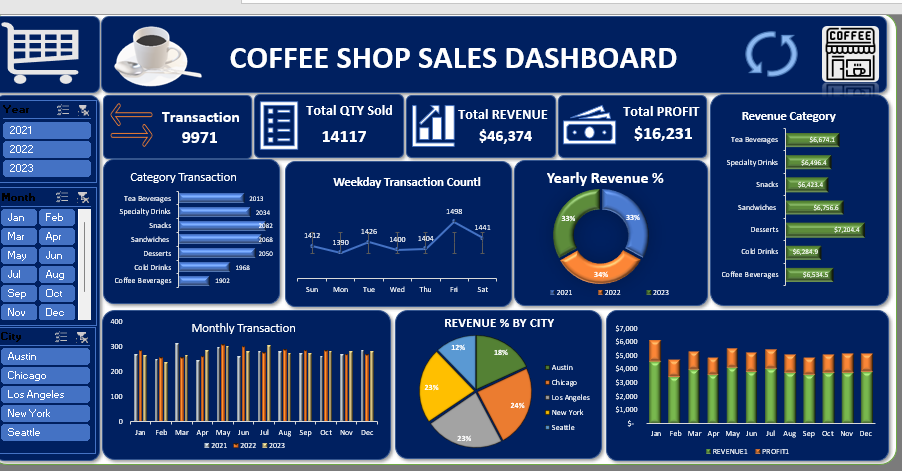 COFFEE SHOP SALES DASHBOARD
COFFEE
Year
2021
2022
2023
Month
Jan Feb
Mar Apr
May Jun
Jul Aug
Sep Oct
Nov Dec
City
Austin
Chicago
Los Angeles
New York
Seattle
Transaction
9971
Total QTY Sold
14117
Total REVENUE
$46,374
Total PROFIT
$16,231
Category Transaction
Tea Beverages 2013
Specialty Drinks 2034
Snacks 2082
Sandwiches 2068
Desserts 2050
Cold Drinks 1968
Coffee Beverages 1902
Weekday Transaction Countl
1412 1390 1426 1400 1404 1498 1441
Sun Mon Tue Wed Thu Fri Sat
Yearly Revenue %
33% 33%
34%
2021 2022 2023
Revenue Category
Tea Beverages $6,674.1
Specialty Drinks $6,496.4
Snacks $6,423.4
Sandwiches $6,756.6
Desserts $7,204.4
Cold Drinks $6,284.9
Coffee Beverages $6,534.5
Monthly Transaction
400
300
200
100
0
Jan Feb Mar Apr May Jun Jul Aug Sep Oct Nov Dec
2021 2022 2023
REVENUE % BY CITY
12% 18%
23% 24%
23%
Austin
Chicago
Los Angeles
New York
Seattle
$7,000
$6,000
$5,000
$4,000
$3,000
$2,000
$1,000
$-
Jan Feb Mar Apr May Jun Jul Aug Sep Oct Nov Dec
REVENUE1 PROFIT1